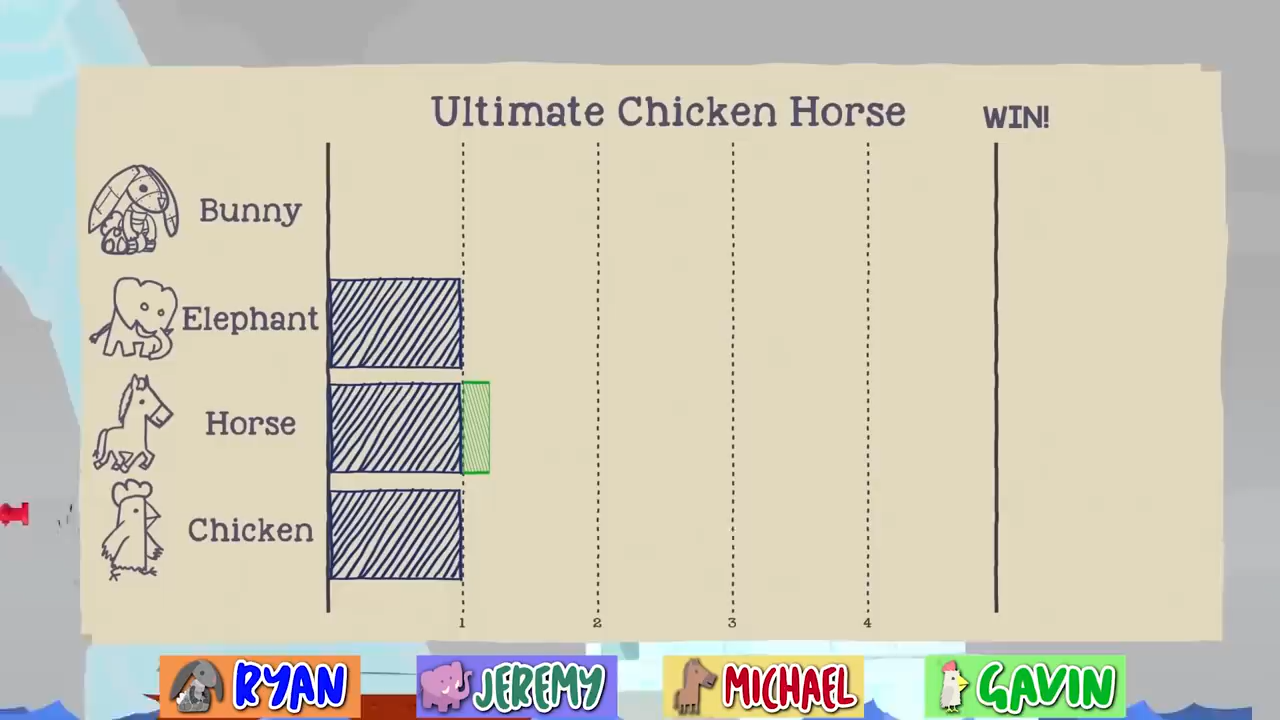 Ultimate Chicken Horse
WIN!
Bunny
Elephant
Horse
Chicken
1 2 3 4
RYAN JEREMY MICHAEL GAVIN